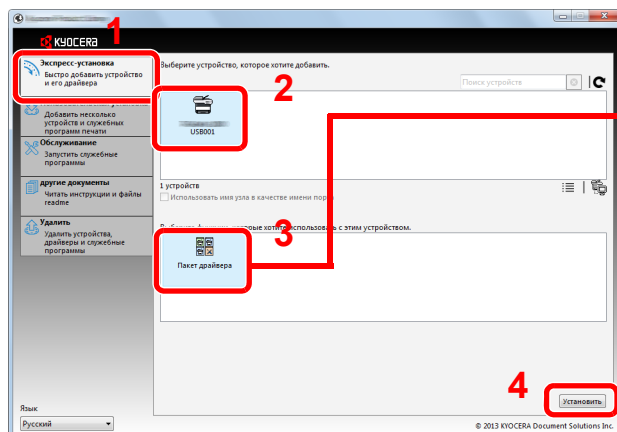 1
KYOCERA
Экспресс-установка
Быстро добавить устройство
и его драйвера
Добавить несколько
устройств и служебных
программ печати
Обслуживание
Запустить служебные
программы
другие документы
Читать инструкции и файлы
readme
Удалить
Удалить устройства,
драйверы и служебные
программы
Язык
Русский
Выберите устройство, которое хотите добавить.
Поиск устройств
2
USB001
1 устройств
Использовать имя узла в качестве имени порта
использовать с этим устройством.
3
Пакет драйвера
4
Установить
© 2013 KYOCERA Document Solutions Inc.